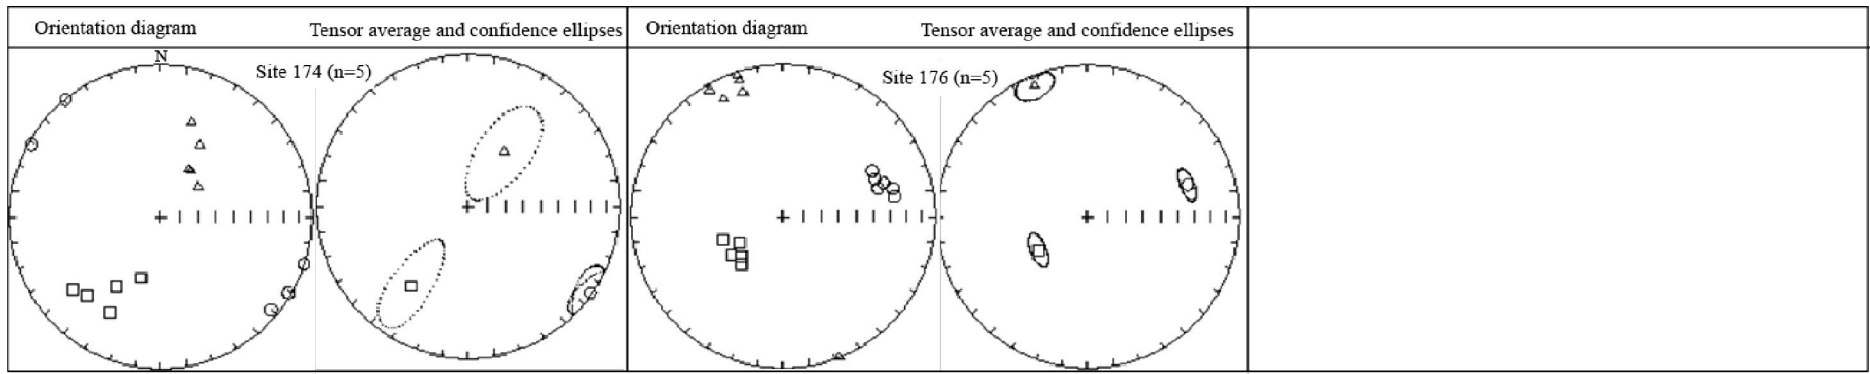 Orientation diagram
Tensor average and confidence ellipses
Orientation diagram
Tensor average and confidence ellipses
N
Site 174 (n=5)
Site 176 (n=5)